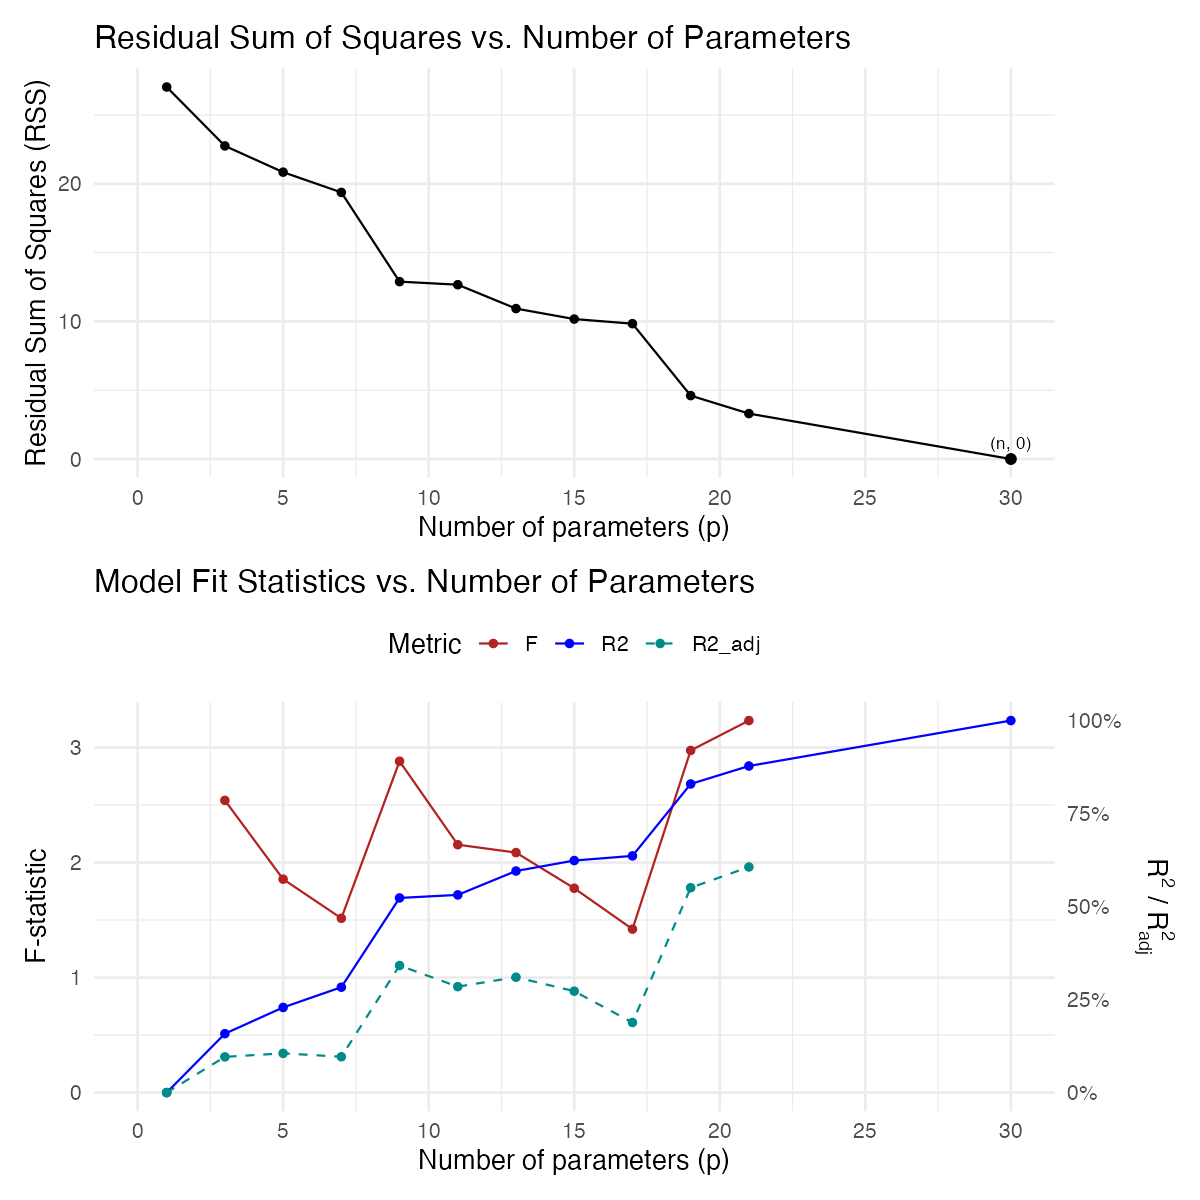 Residual Sum of Squares vs. Number of Parameters
Residual Sum of Squares (RSS)
20
10
0
(n, 0)
0 5 10 15 20 25 30
Number of parameters (p)
Model Fit Statistics vs. Number of Parameters
Metric F R2 R2_adj
F-statistic
3
2
1
0
100%
75%
50%
25%
0%
R² / R²adj
0 5 10 15 20 25 30
Number of parameters (p)